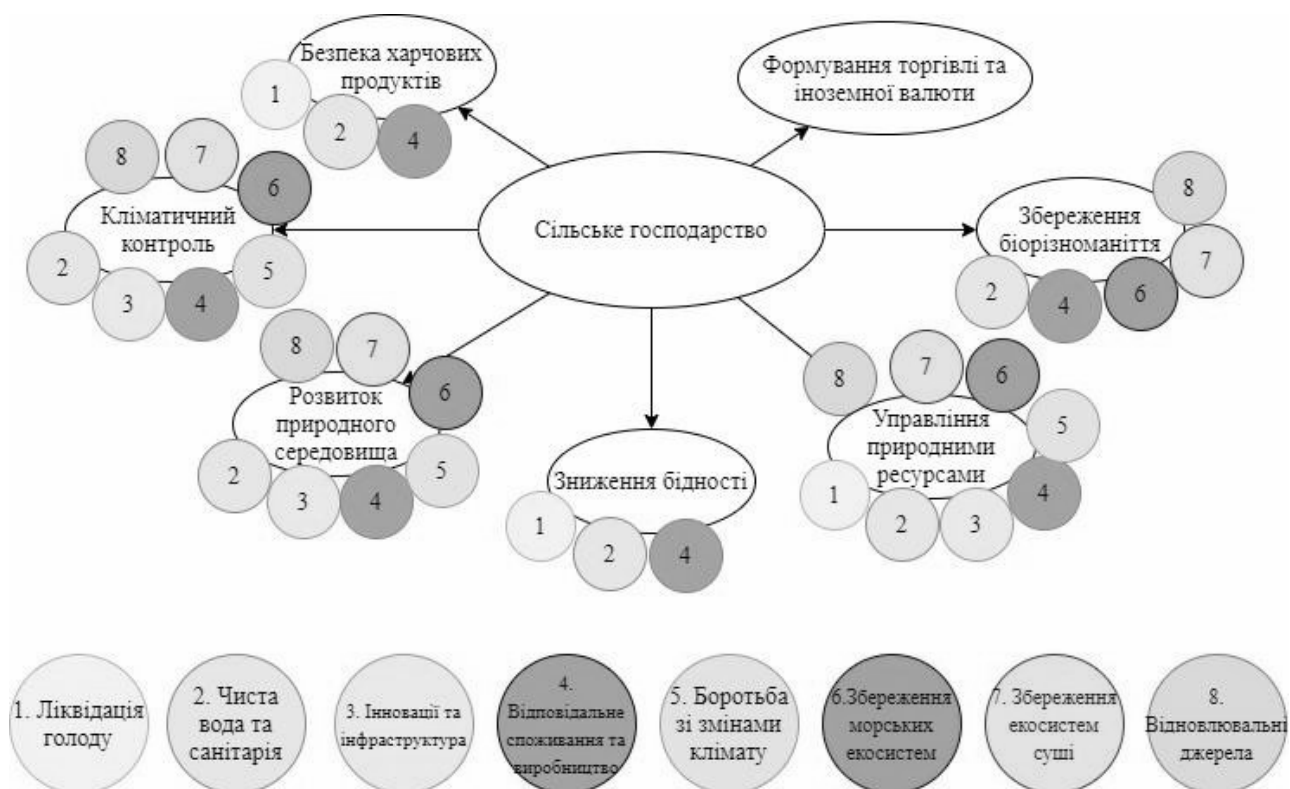 Безпека харчових
продуктів
1
2
4
Формування торгівлі та
іноземної валюти
8
7
6
Кліматичний
контроль
2
3
4
5
Сільське господарство
8
Збереження
біорізноманіття
7
2
4
6
8
7
6
Розвиток
природного
середовища
2
3
4
5
Зниження бідності
1
2
4
8
7
6
5
Управління
природними
ресурсами
1
2
3
4
1. Ліквідація
голоду
2. Чиста
вода та
санітарія
3. Інновації та
інфраструктура
4.
Відповідальне
споживання та
виробництво
5. Боротьба
зі змінами
клімату
6.Збереження
морських
екосистем
7. Збереження
екосистем
суші
8.
Відновлювальні
джерела